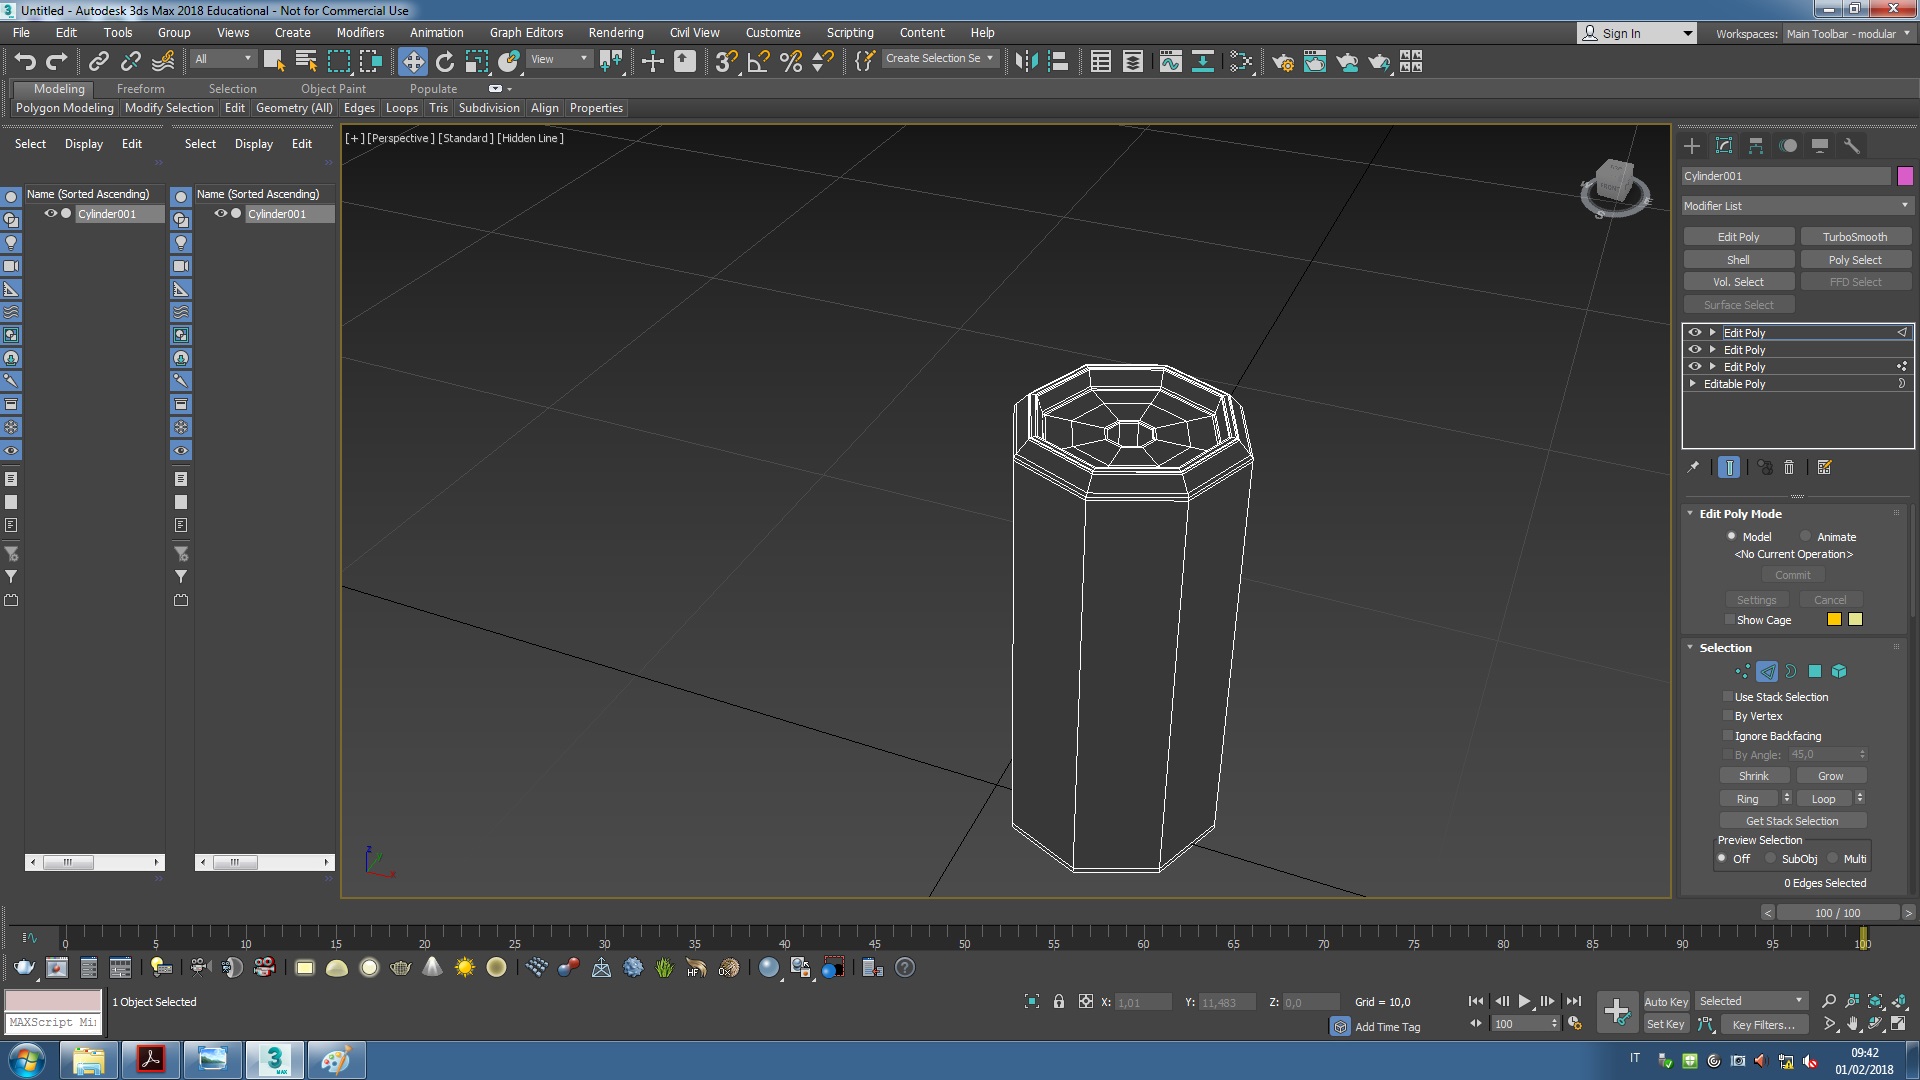 Untitled - Autodesk 3ds Max 2018 Educational - Not for Commercial Use
File Edit Tools Group Views Create Modifiers Animation Graph Editors Rendering Civil View Customize Scripting Content Help Sign In Workspaces: Main Toolbar - modular
All View Create Selection Se
Modeling Freeform Selection Object Paint Populate
Polygon Modeling Modify Selection Edit Geometry (All) Edges Loops Tris Subdivision Align Properties
Select Display Edit Select Display Edit
[+] [Perspective] [Standard] [Hidden Line]
Name (Sorted Ascending) Name (Sorted Ascending)
Cylinder001 Cylinder001
Cylinder001
Modifier List
Edit Poly TurboSmooth
Shell Poly Select
Vol. Select FFD Select
Surface Select
Edit Poly
Edit Poly
Edit Poly
Editable Poly
Edit Poly Mode
Model Animate
<No Current Operation>
Commit
Settings Cancel
Show Cage
Selection
Use Stack Selection
By Vertex
Ignore Backfacing
By Angle: 45,0
Shrink Grow
Ring Loop
Get Stack Selection
Preview Selection
Off SubObj Multi
0 Edges Selected
z x
100 / 100
0 5 10 15 20 25 30 35 40 45 50 55 60 65 70 75 80 85 90 95 100
1 Object Selected X: 1,01 Y: 11,483 Z: 0,0 Grid = 10,0 Auto Key Selected
MAXScript Mi Add Time Tag 100 Set Key Key Filters...
IT 09:42
01/02/2018